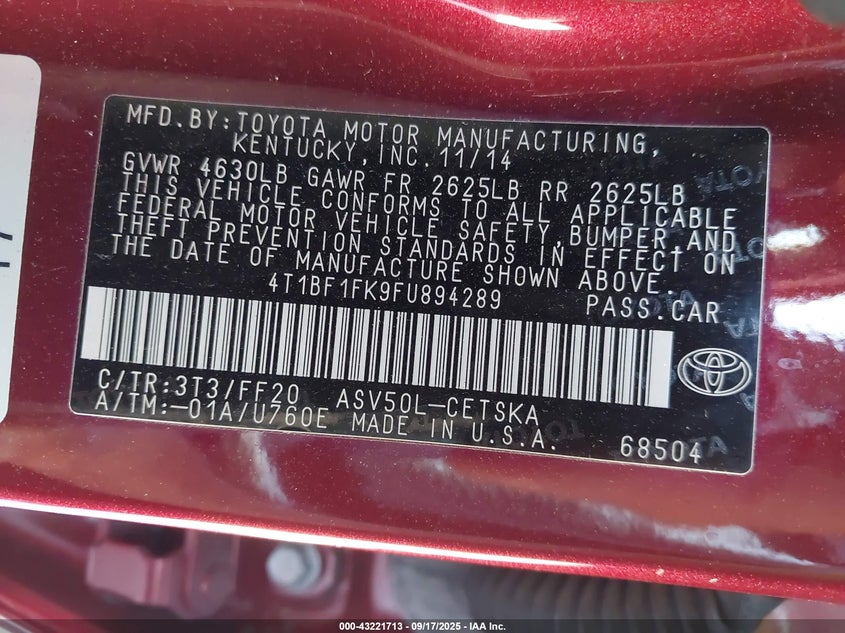 MFD.BY:TOYOTA MOTOR MANUFACTURING,
KENTUCKY,INC.11/14
GVWR 4630LB GAWR FR 2625LB RR 2625LB
THIS VEHICLE CONFORMS TO ALL APPLICABLE
FEDERAL MOTOR VEHICLE SAFETY,BUMPER,AND
THEFT PREVENTION STANDARDS IN EFFECT ON
THE DATE OF MANUFACTURE SHOWN ABOVE.
4T1BF1FK9FU894289 PASS.CAR
C/TR:3T3/FF20 ASV50L-CETSKA
A/TM:-01A/U760E MADE IN U.S.A. 68504
000-43221713 - 09/17/2025 - IAA Inc.